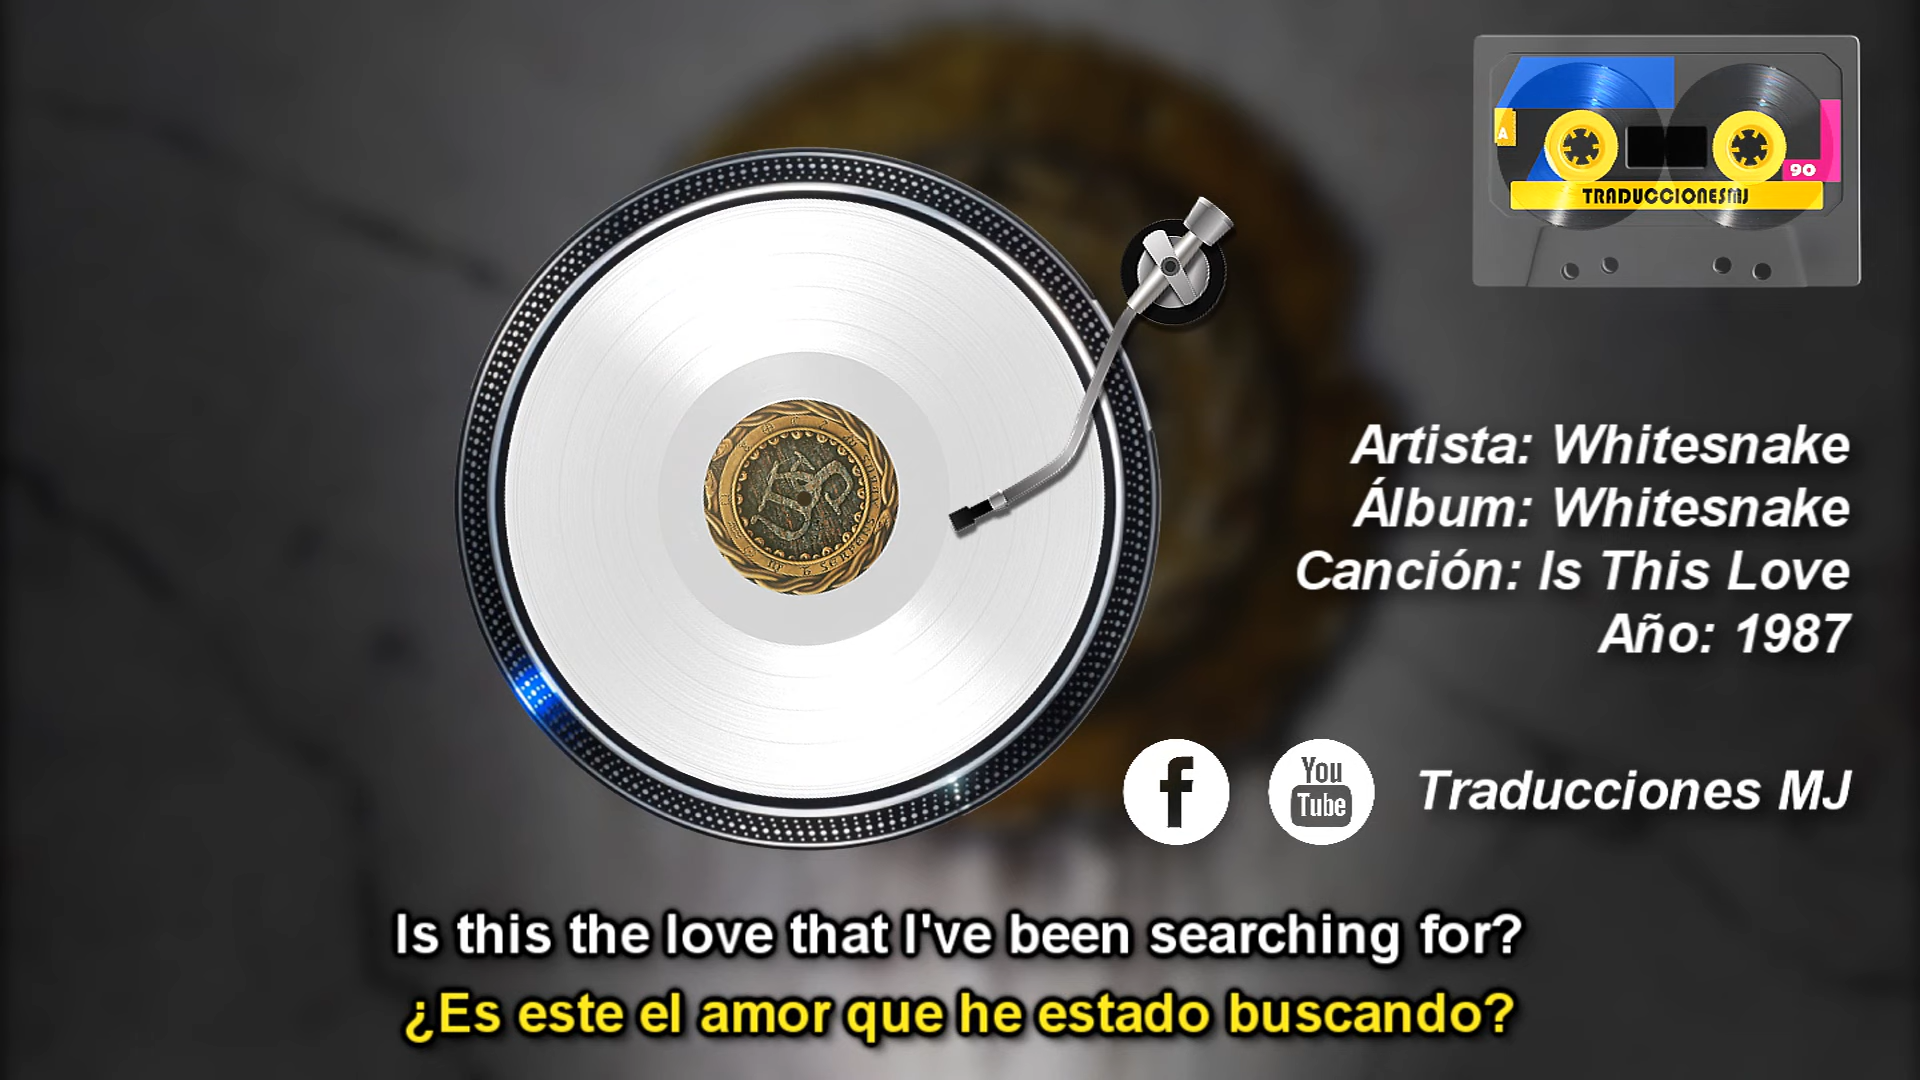 A
90
TRADUCCIONESMJ
Artista: Whitesnake
Álbum: Whitesnake
Canción: Is This Love
Año: 1987
f
You
Tube
Traducciones MJ
Is this the love that I've been searching for?
¿Es este el amor que he estado buscando?